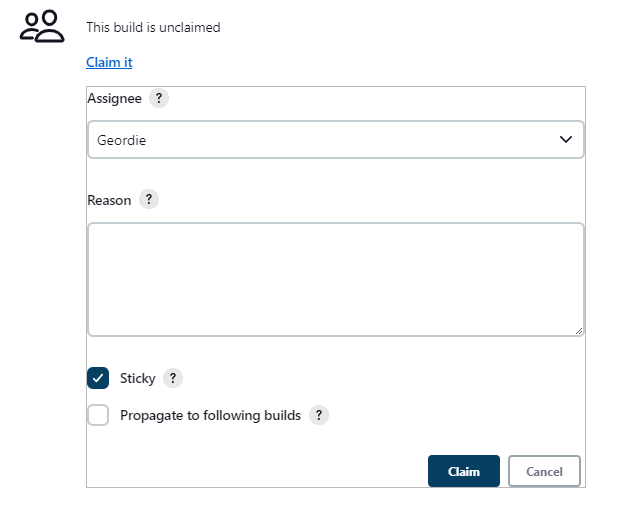 This build is unclaimed
Claim it
Assignee ?
Geordie
Reason ?
Sticky ?
Propagate to following builds ?
Claim Cancel